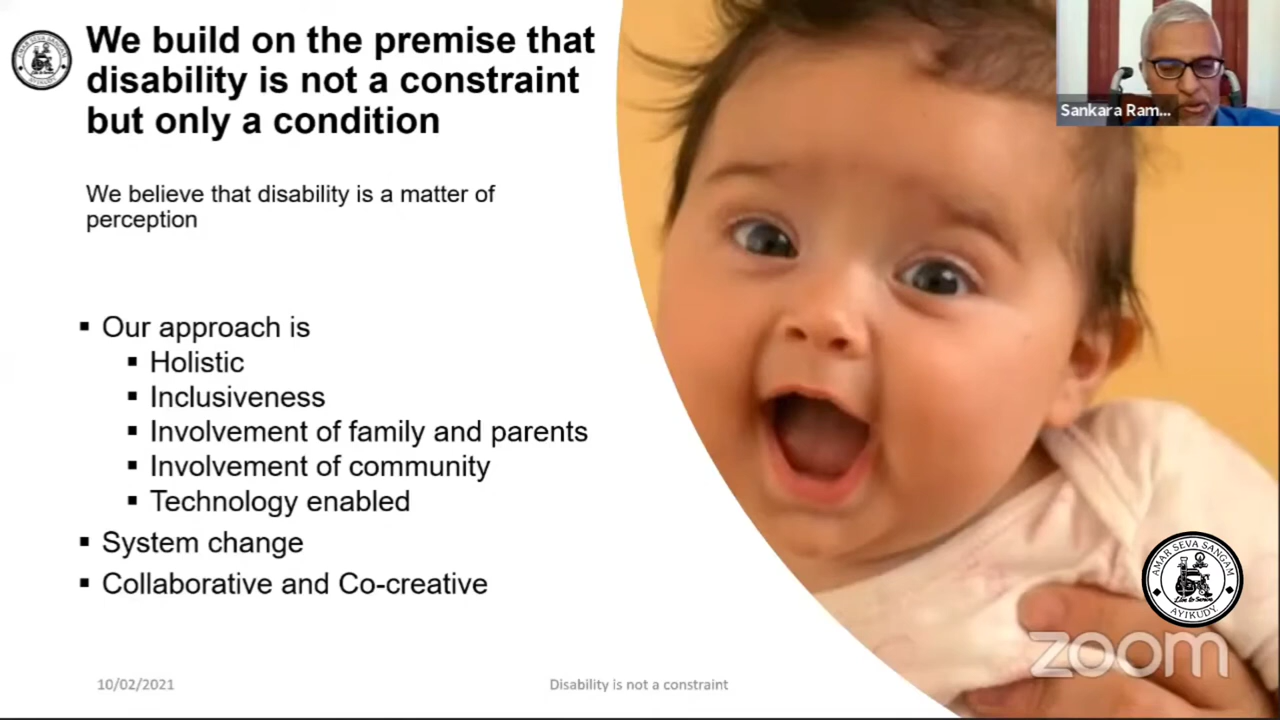 We build on the premise that
disability is not a constraint
but only a condition
We believe that disability is a matter of
perception
▪ Our approach is
▪ Holistic
▪ Inclusiveness
▪ Involvement of family and parents
▪ Involvement of community
▪ Technology enabled
▪ System change
▪ Collaborative and Co-creative
10/02/2021
Disability is not a constraint
Sankara Ram...
AMAR SEVA SANGAM
AYIKUDY
zoom